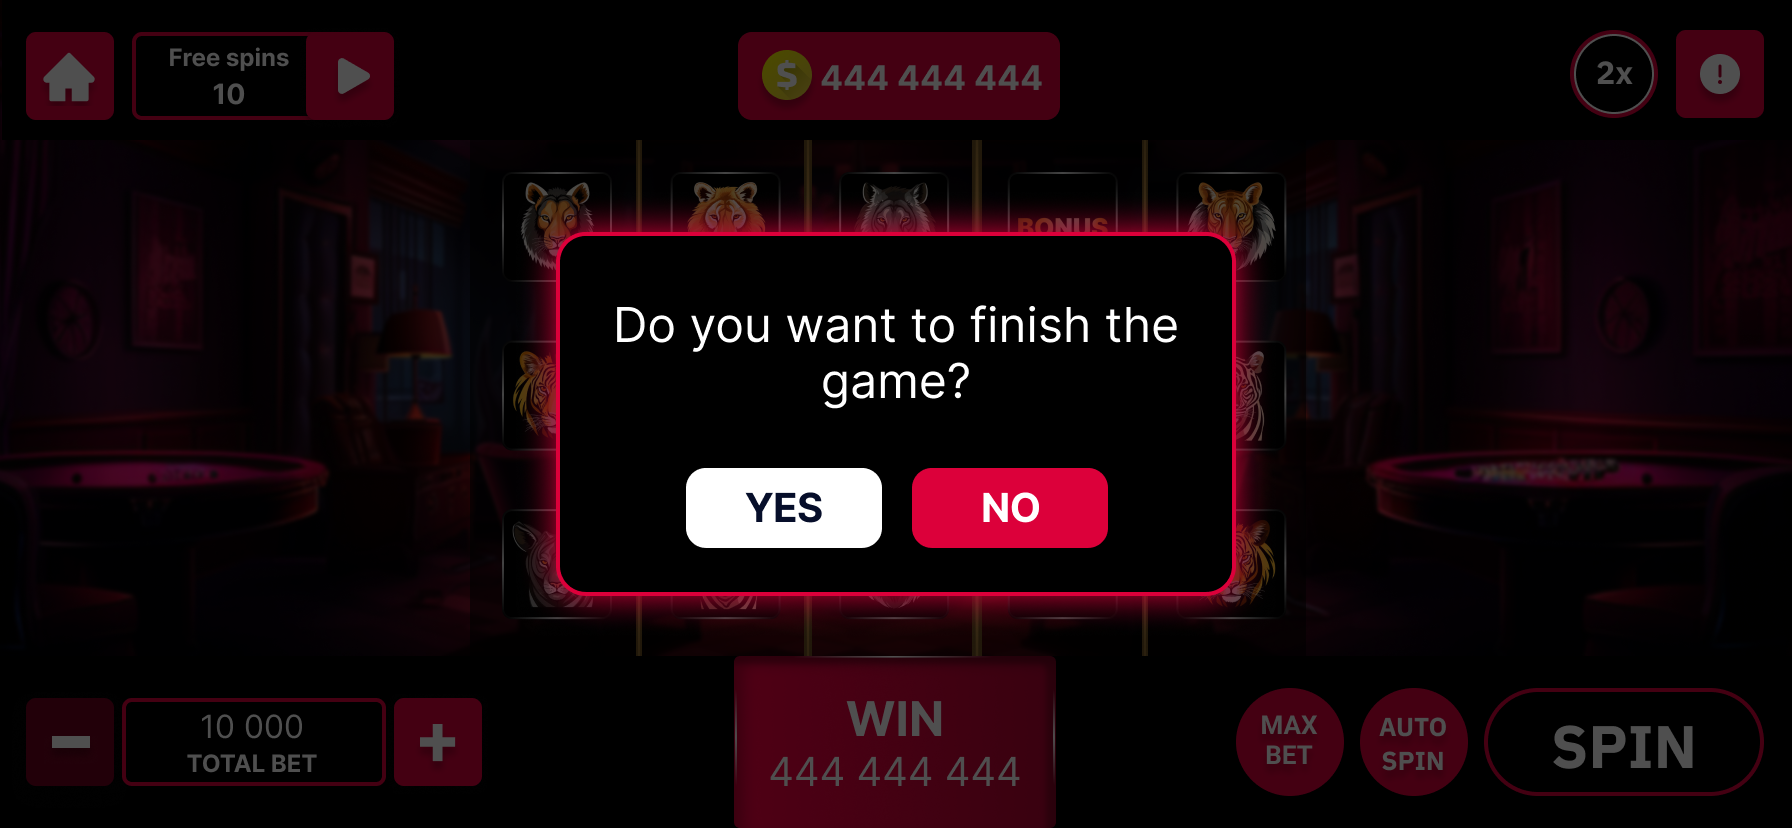 Free spins
10
$ 444 444 444
2x
!
BONUS
Do you want to finish the
game?
YES
NO
10 000
TOTAL BET
WIN
444 444 444
MAX
BET
AUTO
SPIN
SPIN